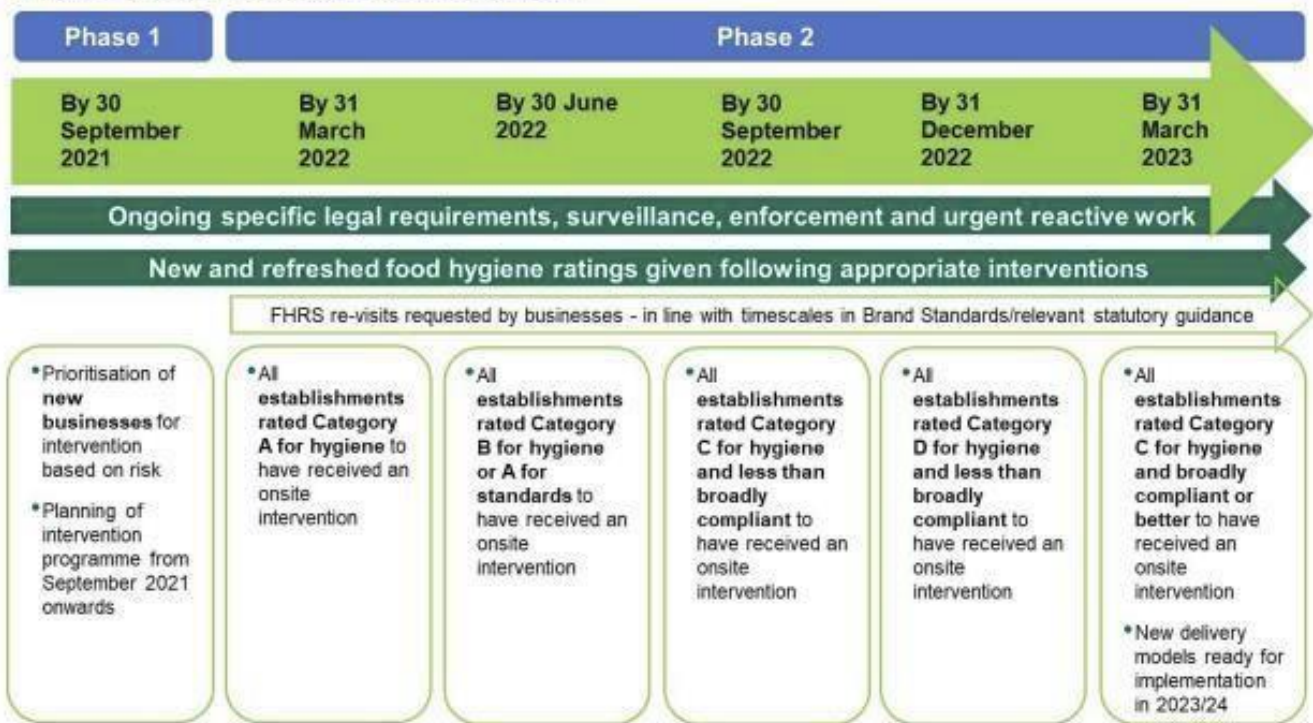 Phase 1
Phase 2
By 30
September
2021
By 31
March
2022
By 30 June
2022
By 30
September
2022
By 31
December
2022
By 31
March
2023
Ongoing specific legal requirements, surveillance, enforcement and urgent reactive work
New and refreshed food hygiene ratings given following appropriate interventions
FHRS re-visits requested by businesses - in line with timescales in Brand Standards/relevant statutory guidance
•Prioritisation of
new
businesses for
intervention
based on risk
•Planning of
intervention
programme from
September 2021
onwards
•All
establishments
rated Category
A for hygiene to
have received an
onsite
intervention
•All
establishments
rated Category
B for hygiene
or A for
standards to
have received an
onsite
intervention
•All
establishments
rated Category
C for hygiene
and less than
broadly
compliant to
have received an
onsite
intervention
•All
establishments
rated Category
D for hygiene
and less than
broadly
compliant to
have received an
onsite
intervention
•All
establishments
rated Category
C for hygiene
and broadly
compliant or
better to have
received an
onsite
intervention
•New delivery
models ready for
implementation
in 2023/24